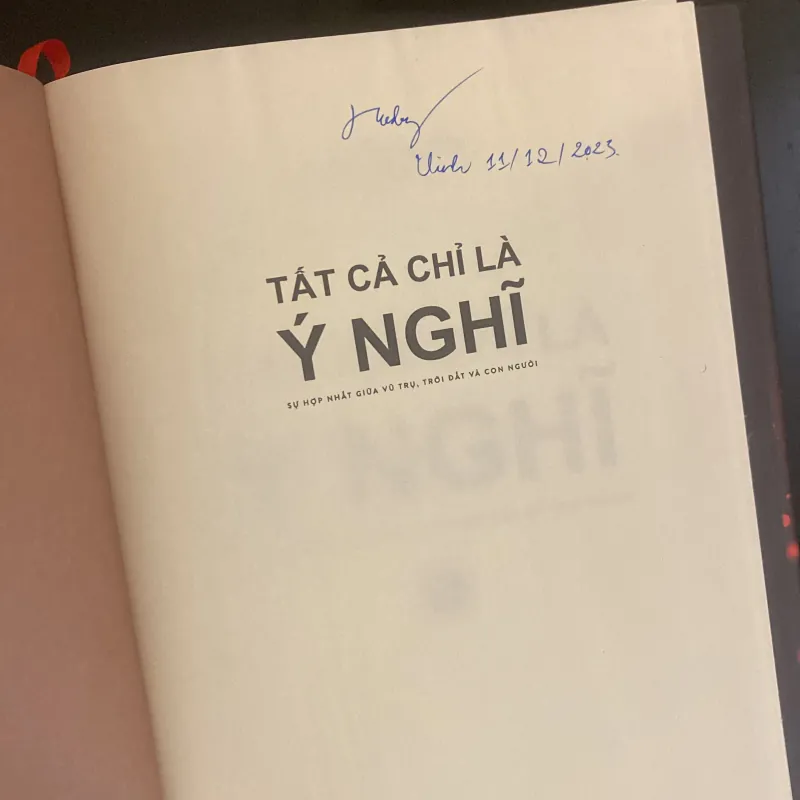 Vinh 11/12/2023.
TẤT CẢ CHỈ LÀ
Ý NGHĨ
SỰ HỢP NHẤT GIỮA VŨ TRỤ, TRỜI ĐẤT VÀ CON NGƯỜI